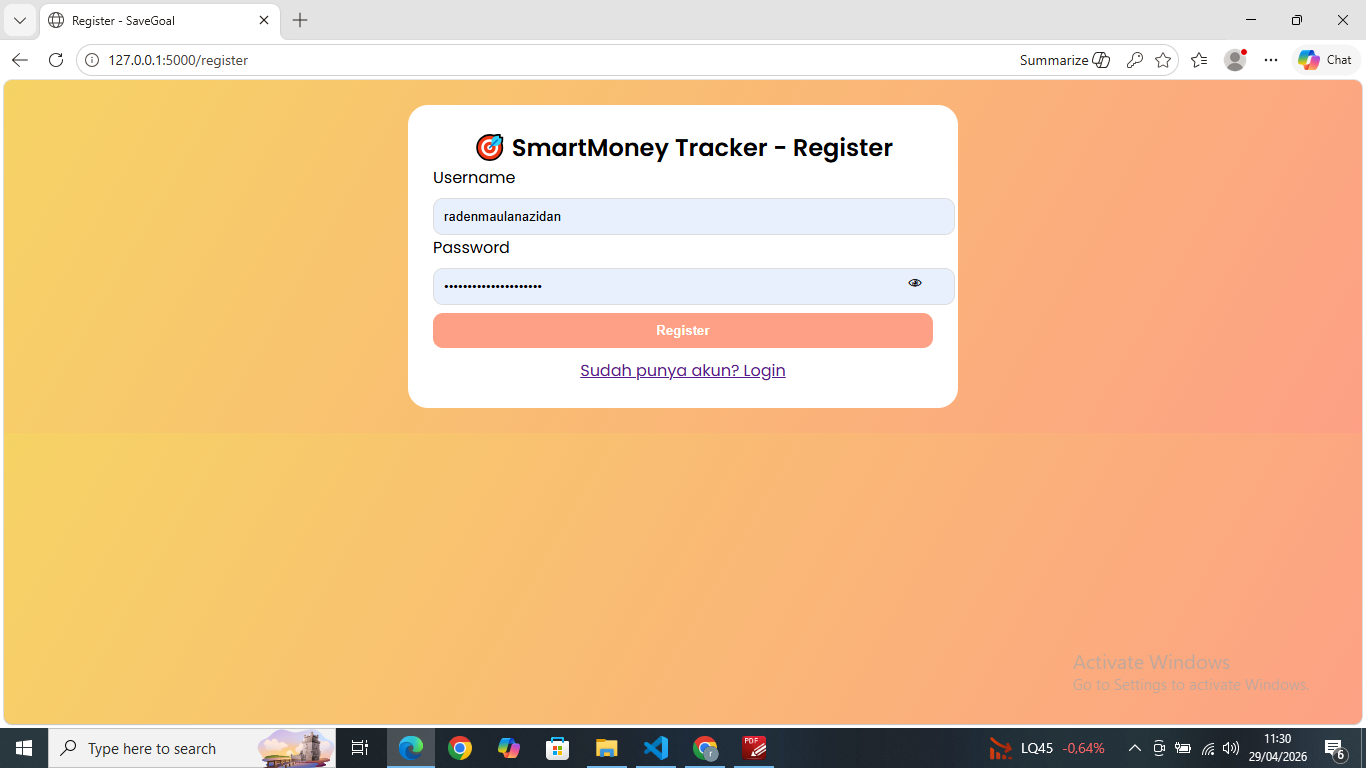 Register - SaveGoal
127.0.0.1:5000/register
Summarize
Chat
SmartMoney Tracker - Register
Username
radenmaulanazidan
Password
•••••••••••••••••••••
Register
Sudah punya akun? Login
Activate Windows
Go to Settings to activate Windows.
Type here to search
PDF
r
LQ45 -0,64%
11:30
29/04/2026
6